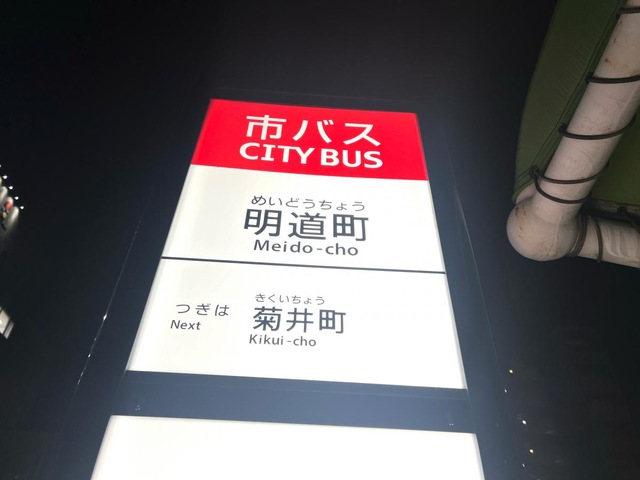 市バス
CITY BUS
めいどうちょう
明道町
Meido-cho
つぎは
Next
きくいちょう
菊井町
Kikui-cho